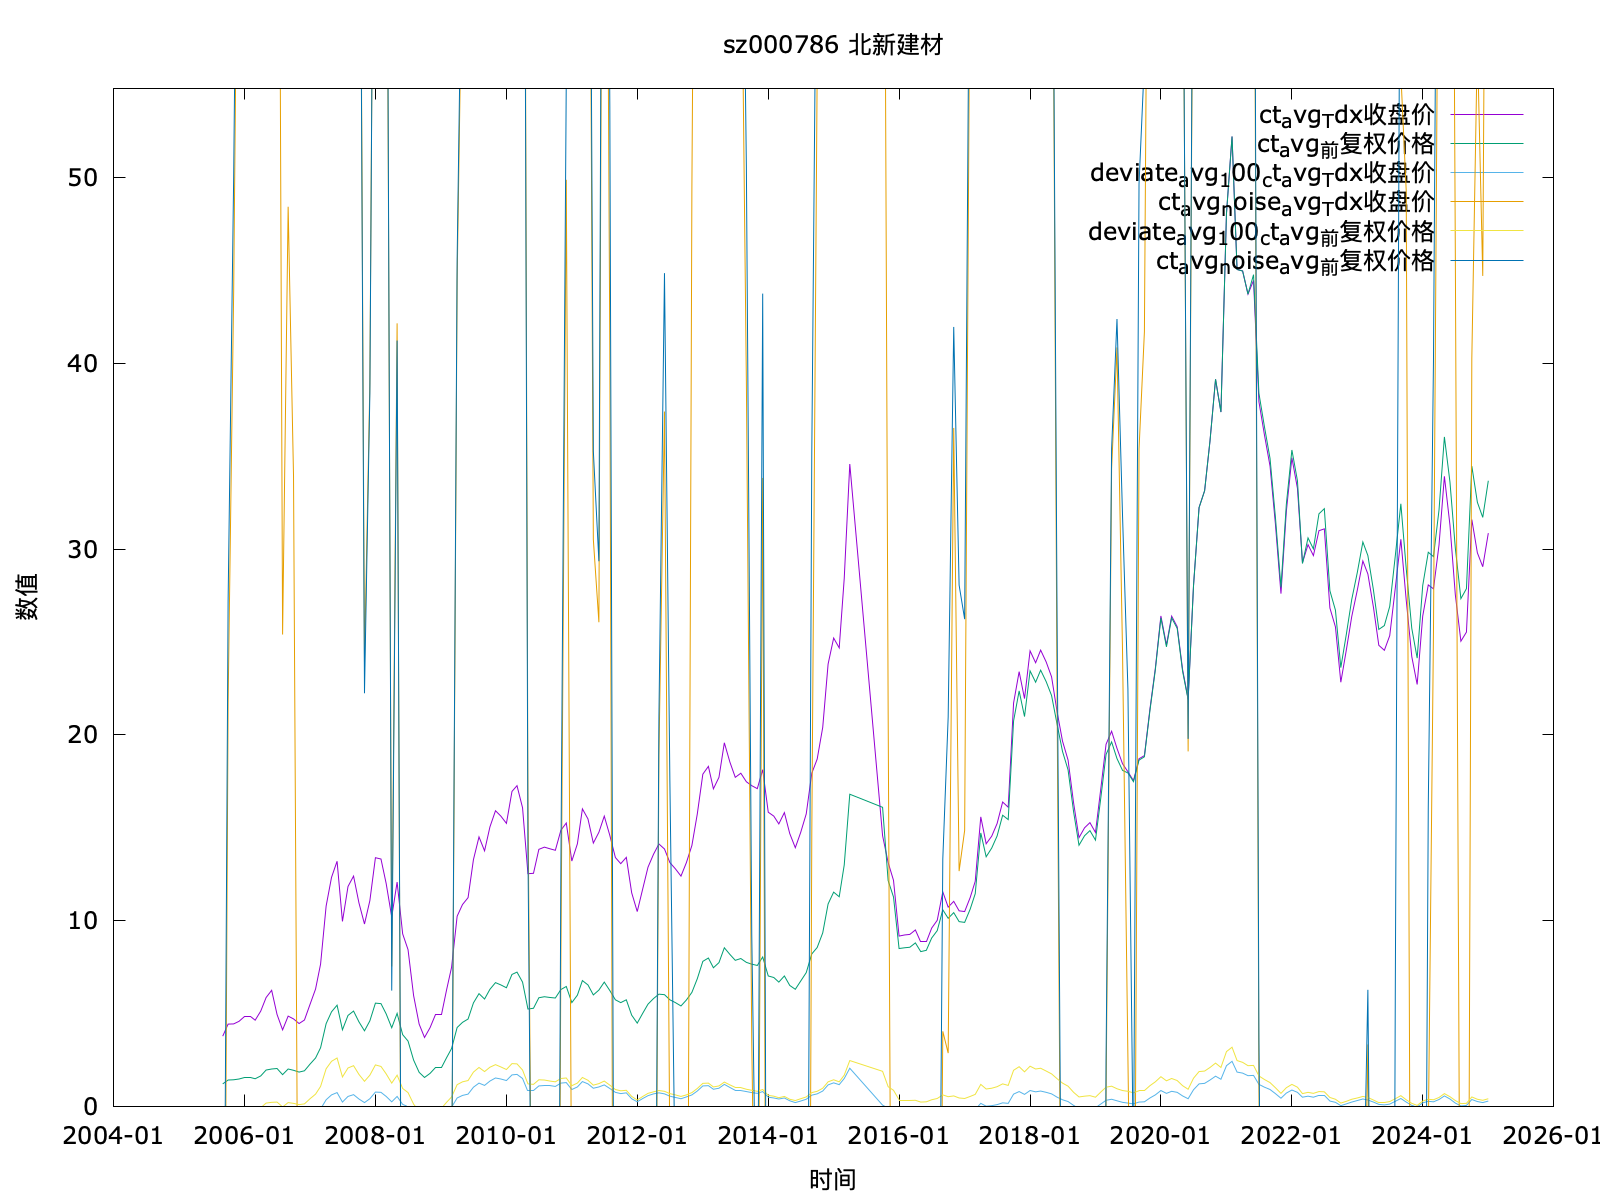 sz000786 北新建材
ct_avg_Tdx收盘价
ct_avg_前复权价格
deviate_avg_100_ct_avg_Tdx收盘价
ct_avg_noise_avg_Tdx收盘价
deviate_avg_100_ct_avg_前复权价格
ct_avg_noise_avg_前复权价格
50
40
30
20
10
0
数值
2004-01 2006-01 2008-01 2010-01 2012-01 2014-01 2016-01 2018-01 2020-01 2022-01 2024-01 2026-01
时间